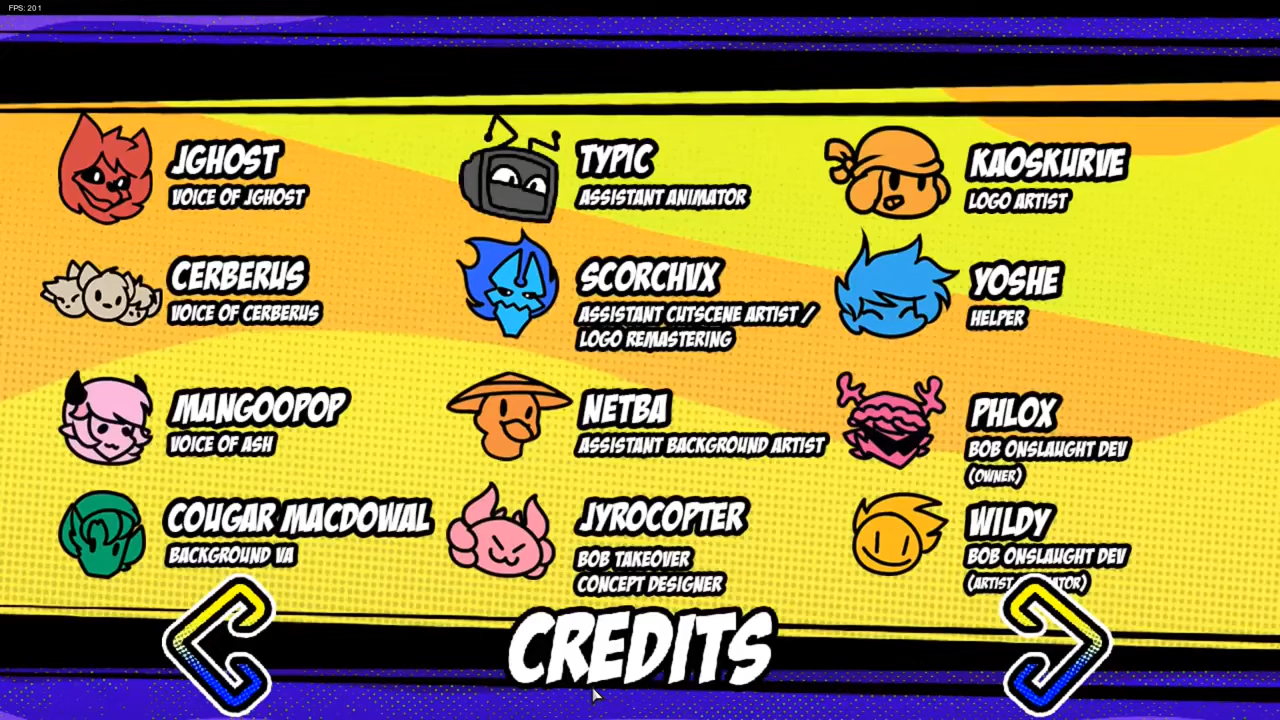 FPS: 201
JGHOST
VOICE OF JGHOST
TYPIC
ASSISTANT ANIMATOR
KAOSKURVE
LOGO ARTIST
CERBERUS
VOICE OF CERBERUS
SCORCHVX
ASSISTANT CUTSCENE ARTIST /
LOGO REMASTERING
YOSHE
HELPER
MANGOOPOP
VOICE OF ASH
NETBA
ASSISTANT BACKGROUND ARTIST
PHLOX
BOB ONSLAUGHT DEV
(OWNER)
COUGAR MACDOWAL
BACKGROUND VA
JYROCOPTER
BOB TAKEOVER
CONCEPT DESIGNER
WILDY
BOB ONSLAUGHT DEV
(ARTIST
CREDITS